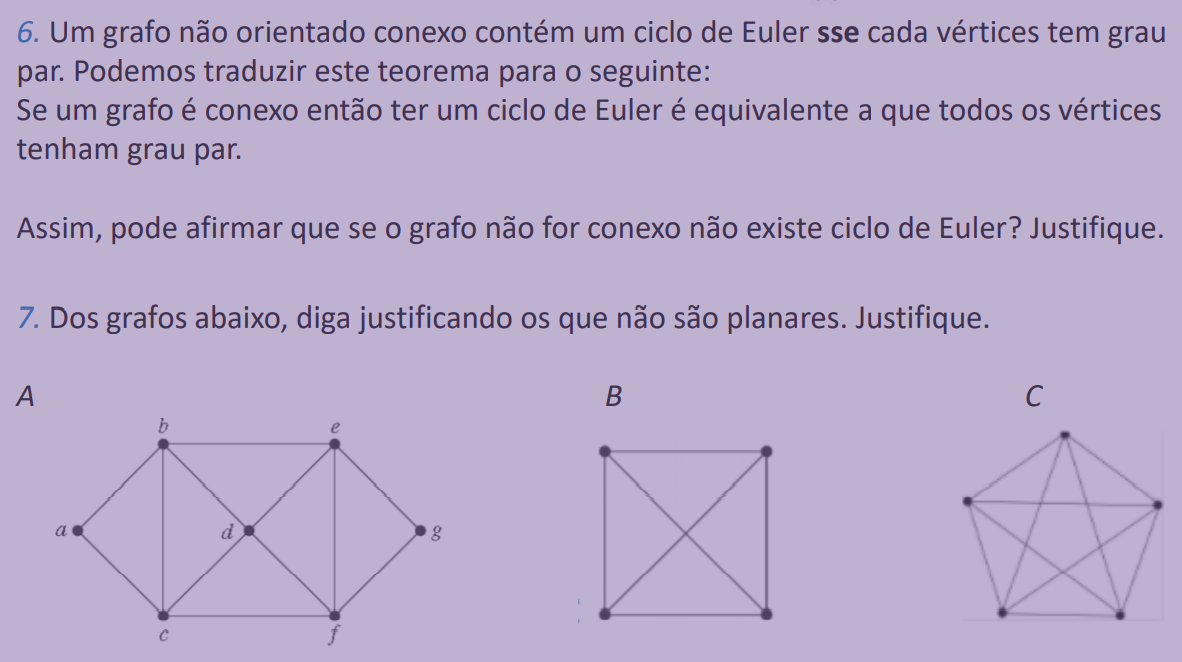 6. Um grafo não orientado conexo contém um ciclo de Euler sse cada vértices tem grau
par. Podemos traduzir este teorema para o seguinte:
Se um grafo é conexo então ter um ciclo de Euler é equivalente a que todos os vértices
tenham grau par.
Assim, pode afirmar que se o grafo não for conexo não existe ciclo de Euler? Justifique.
7. Dos grafos abaixo, diga justificando os que não são planares. Justifique.
A B C
b e
a d g
c f